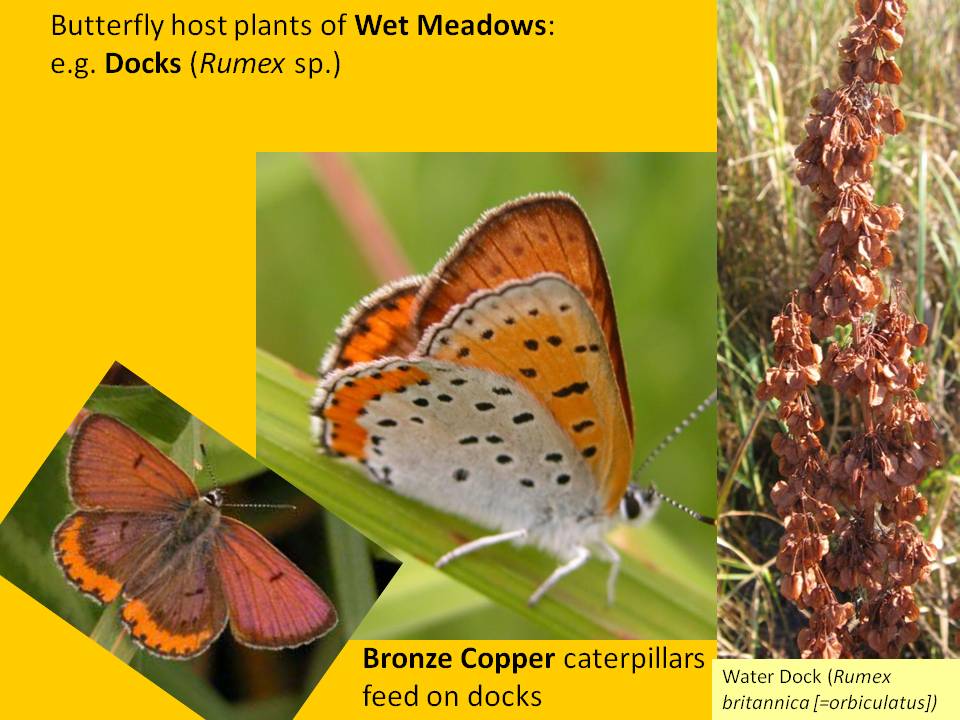 Butterfly host plants of Wet Meadows:
e.g. Docks (Rumex sp.)
Bronze Copper caterpillars
feed on docks
Water Dock (Rumex
britannica [=orbiculatus])